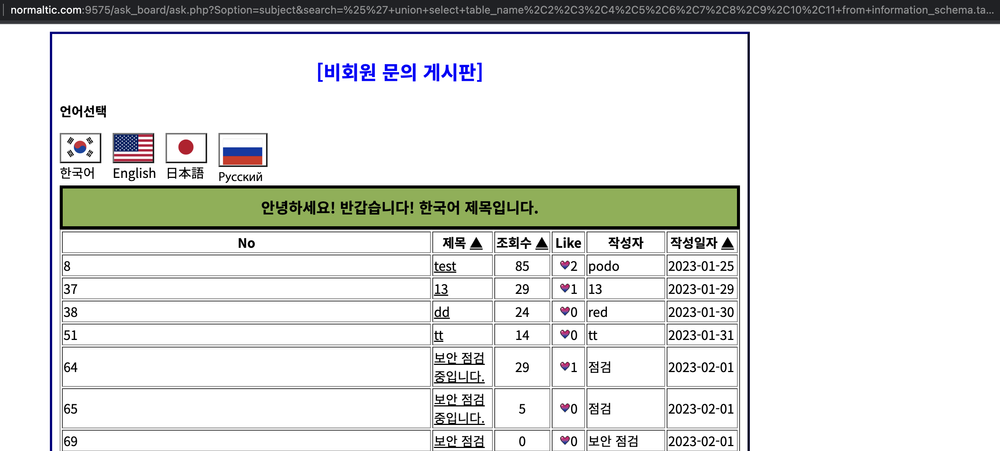 normaltic.com:9575/ask_board/ask.php?Soption=subject&search=%25%27+union+select+table_name%2C2%2C3%2C4%2C5%2C6%2C7%2C8%2C9%2C10%2C11+from+information_schema.ta...
[비회원 문의 게시판]
언어선택
한국어 English 日本語 Русский
안녕하세요! 반갑습니다! 한국어 제목입니다.
No 제목 ▲ 조회수 ▲ Like 작성자 작성일자 ▲
8 test 85 2 podo 2023-01-25
37 13 29 1 13 2023-01-29
38 dd 24 0 red 2023-01-30
51 tt 14 0 tt 2023-01-31
64 보안 점검 29 1 점검 2023-02-01
중입니다.
65 보안 점검 5 0 점검 2023-02-01
중입니다.
69 보안 점검 0 0 보안 점검 2023-02-01